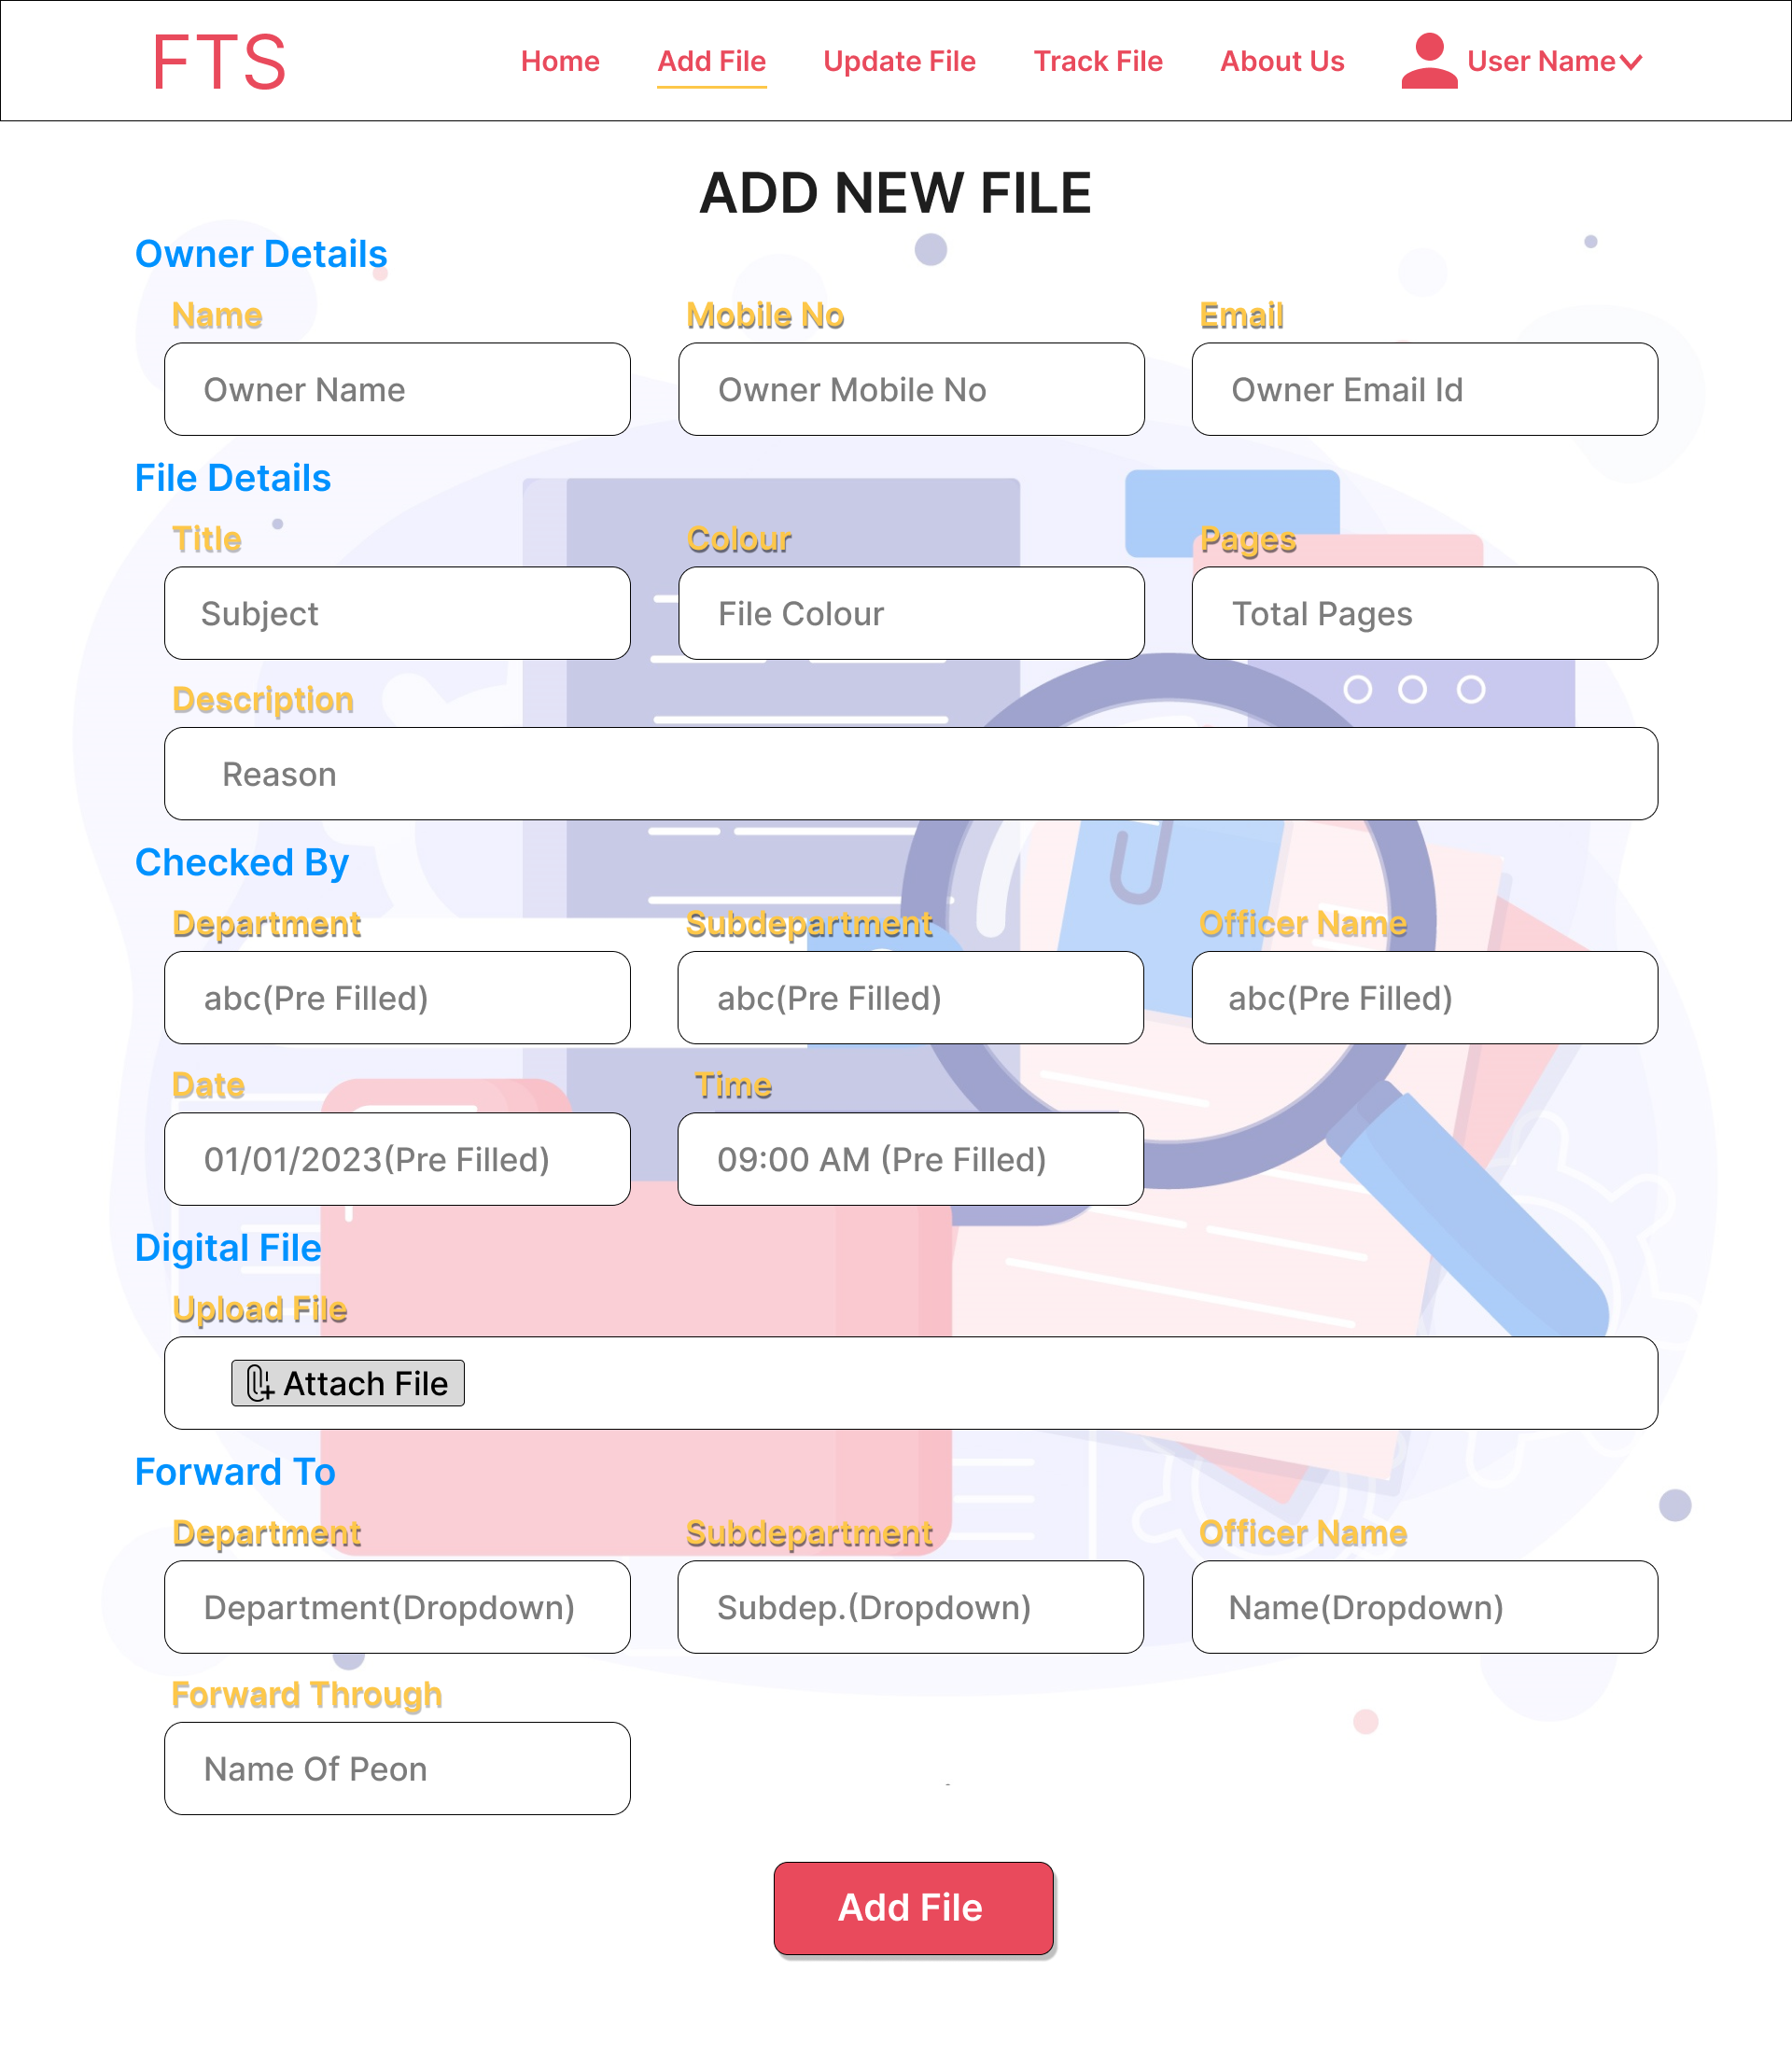 FTS Home Add File Update File Track File About Us User Name
ADD NEW FILE
Owner Details
Name Mobile No Email
Owner Name Owner Mobile No Owner Email Id
File Details
Title Colour Pages
Subject File Colour Total Pages
Description
Reason
Checked By
Department Subdepartment Officer Name
abc(Pre Filled) abc(Pre Filled) abc(Pre Filled)
Date Time
01/01/2023(Pre Filled) 09:00 AM (Pre Filled)
Digital File
Upload File
Attach File
Forward To
Department Subdepartment Officer Name
Department(Dropdown) Subdep.(Dropdown) Name(Dropdown)
Forward Through
Name Of Peon
Add File